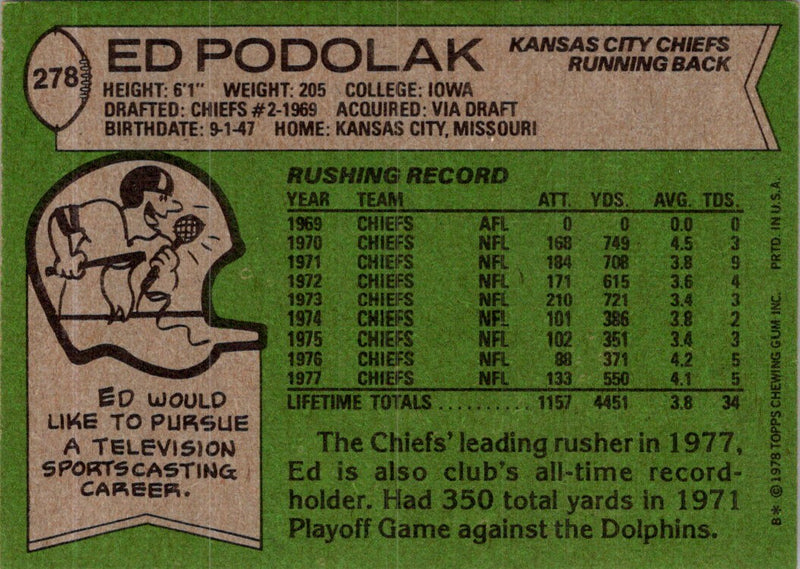 278
ED PODOLAK
KANSAS CITY CHIEFS
RUNNING BACK
HEIGHT: 6'1" WEIGHT: 205 COLLEGE: IOWA
DRAFTED: CHIEFS #2-1969 ACQUIRED: VIA DRAFT
BIRTHDATE: 9-1-47 HOME: KANSAS CITY, MISSOURI
RUSHING RECORD
YEAR TEAM ATT. YDS. AVG. TDS.
1969 CHIEFS AFL 0 0 0.0 0
1970 CHIEFS NFL 168 749 4.5 3
1971 CHIEFS NFL 184 708 3.8 9
1972 CHIEFS NFL 171 615 3.6 4
1973 CHIEFS NFL 210 721 3.4 3
1974 CHIEFS NFL 101 386 3.8 2
1975 CHIEFS NFL 102 351 3.4 3
1976 CHIEFS NFL 88 371 4.2 5
1977 CHIEFS NFL 133 550 4.1 5
LIFETIME TOTALS .......... 1157 4451 3.8 34
ED WOULD
LIKE TO PURSUE
A TELEVISION
SPORTSCASTING
CAREER.
The Chiefs' leading rusher in 1977,
Ed is also club's all-time record-
holder. Had 350 total yards in 1971
Playoff Game against the Dolphins.
B* © 1978 TOPPS CHEWING GUM INC. PRTD. IN U.S.A.